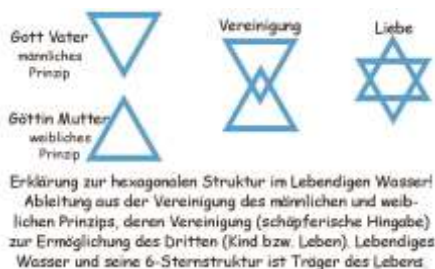 Gott Vater
männliches
Prinzip
Vereinigung
Liebe
Göttin Mutter
weibliches
Prinzip
Erklärung zur hexagonalen Struktur im Lebendigen Wasser!
Ableitung aus der Vereinigung des männlichen und weib-
lichen Prinzips, deren Vereinigung (schöpferische Hingabe)
zur Ermöglichung des Dritten (Kind bzw. Leben). Lebendiges
Wasser und seine 6-Sternstruktur ist Träger des Lebens.